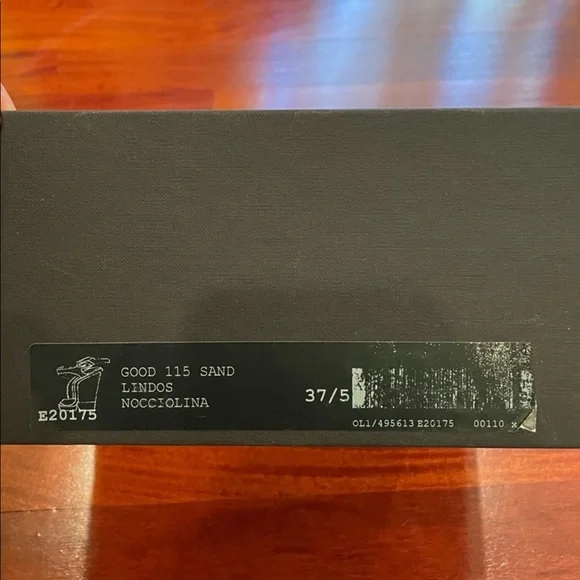 GOOD 115 SAND
LINDOS
NOCCIOLINA
E20175
37/5
OL1/495613 E20175 00110 x